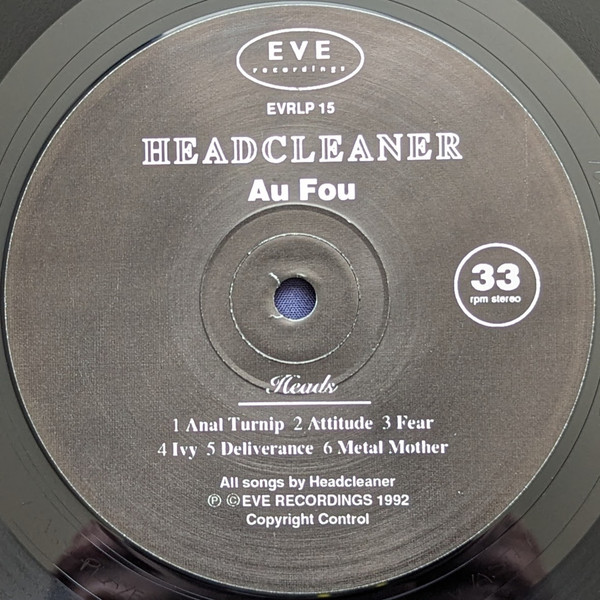 EVE
recordings
EVRLP 15
HEADCLEANER
Au Fou
33
rpm stereo
Heads
1 Anal Turnip 2 Attitude 3 Fear
4 Ivy 5 Deliverance 6 Metal Mother
All songs by Headcleaner
Ⓟ ©EVE RECORDINGS 1992
Copyright Control